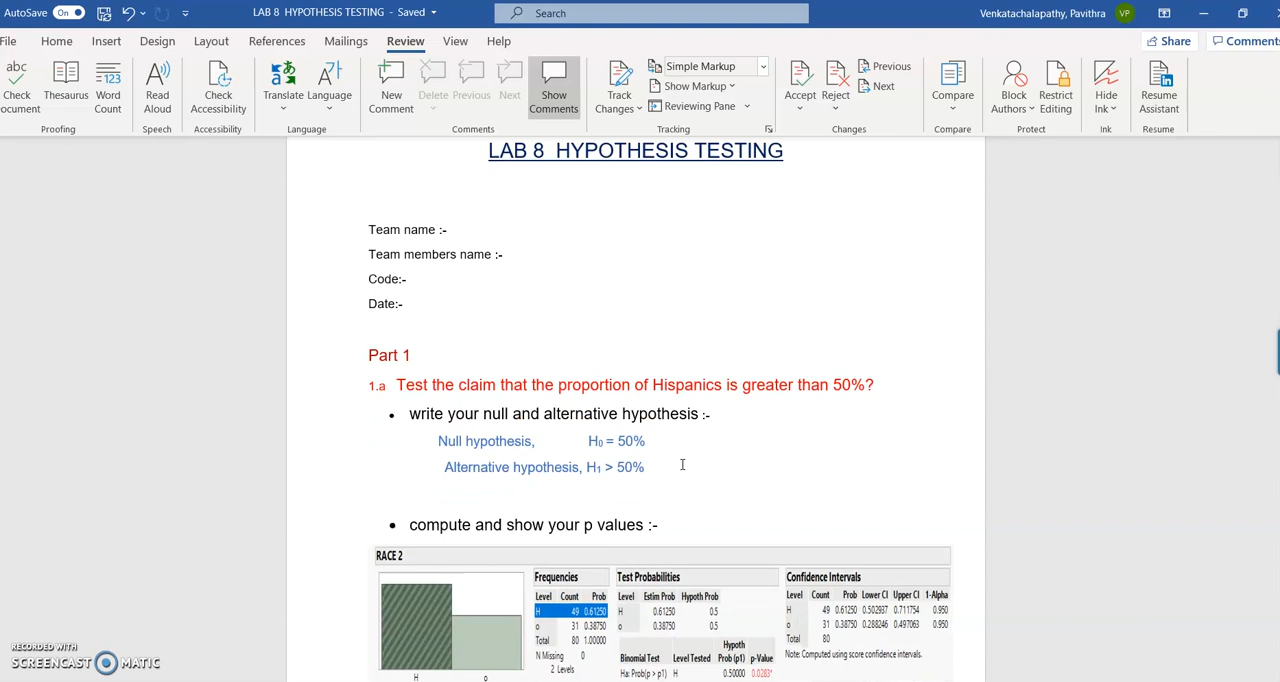 AutoSave On LAB 8 HYPOTHESIS TESTING - Saved Search Venkatachalapathy, Pavithra VP
File Home Insert Design Layout References Mailings Review View Help Share Comments
abc 123 A
Check Document Thesaurus Word Count Read Aloud Check Accessibility Translate Language New Comment Delete Previous Next Show Comments Track Changes Simple Markup Show Markup Reviewing Pane Accept Reject Previous Next Compare Block Authors Restrict Editing Hide Ink Resume Assistant
Proofing Speech Accessibility Language Comments Tracking Changes Compare Protect Ink Resume
LAB 8 HYPOTHESIS TESTING
Team name :-
Team members name :-
Code:-
Date:-
Part 1
1.a Test the claim that the proportion of Hispanics is greater than 50%?
• write your null and alternative hypothesis :-
Null hypothesis, H₀ = 50%
Alternative hypothesis, H₁ > 50%
• compute and show your p values :-
RACE 2
Frequencies
Level Count Prob
H 49 0.61250
o 31 0.38750
Total 80 1.00000
N Missing 0
2 Levels
H o
Test Probabilities
Level Estim Prob Hypoth Prob
H 0.61250 0.5
o 0.38750 0.5
Hypoth
Binomial Test Level Tested Prob (p1) p-Value
Ha: Prob(p > p1) H 0.50000 0.0283*
Confidence Intervals
Level Count Prob Lower CI Upper CI 1-Alpha
H 49 0.61250 0.502937 0.711754 0.950
o 31 0.38750 0.288246 0.497063 0.950
Total 80
Note: Computed using score confidence intervals.
RECORDED WITH
SCREENCAST MATIC